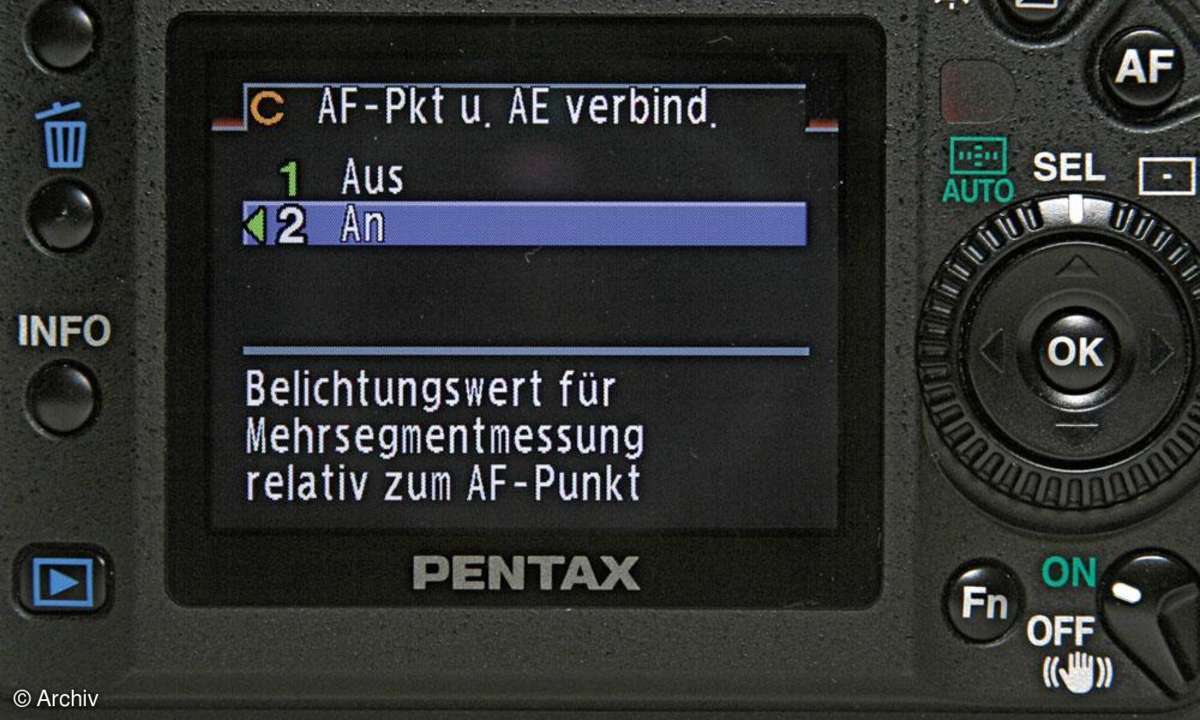 C AF-Pkt u. AE verbind.
1 Aus
2 An
Belichtungswert für
Mehrsegmentmessung
relativ zum AF-Punkt
PENTAX
INFO
AF
AUTO
SEL
OK
Fn
ON
OFF
© Archiv